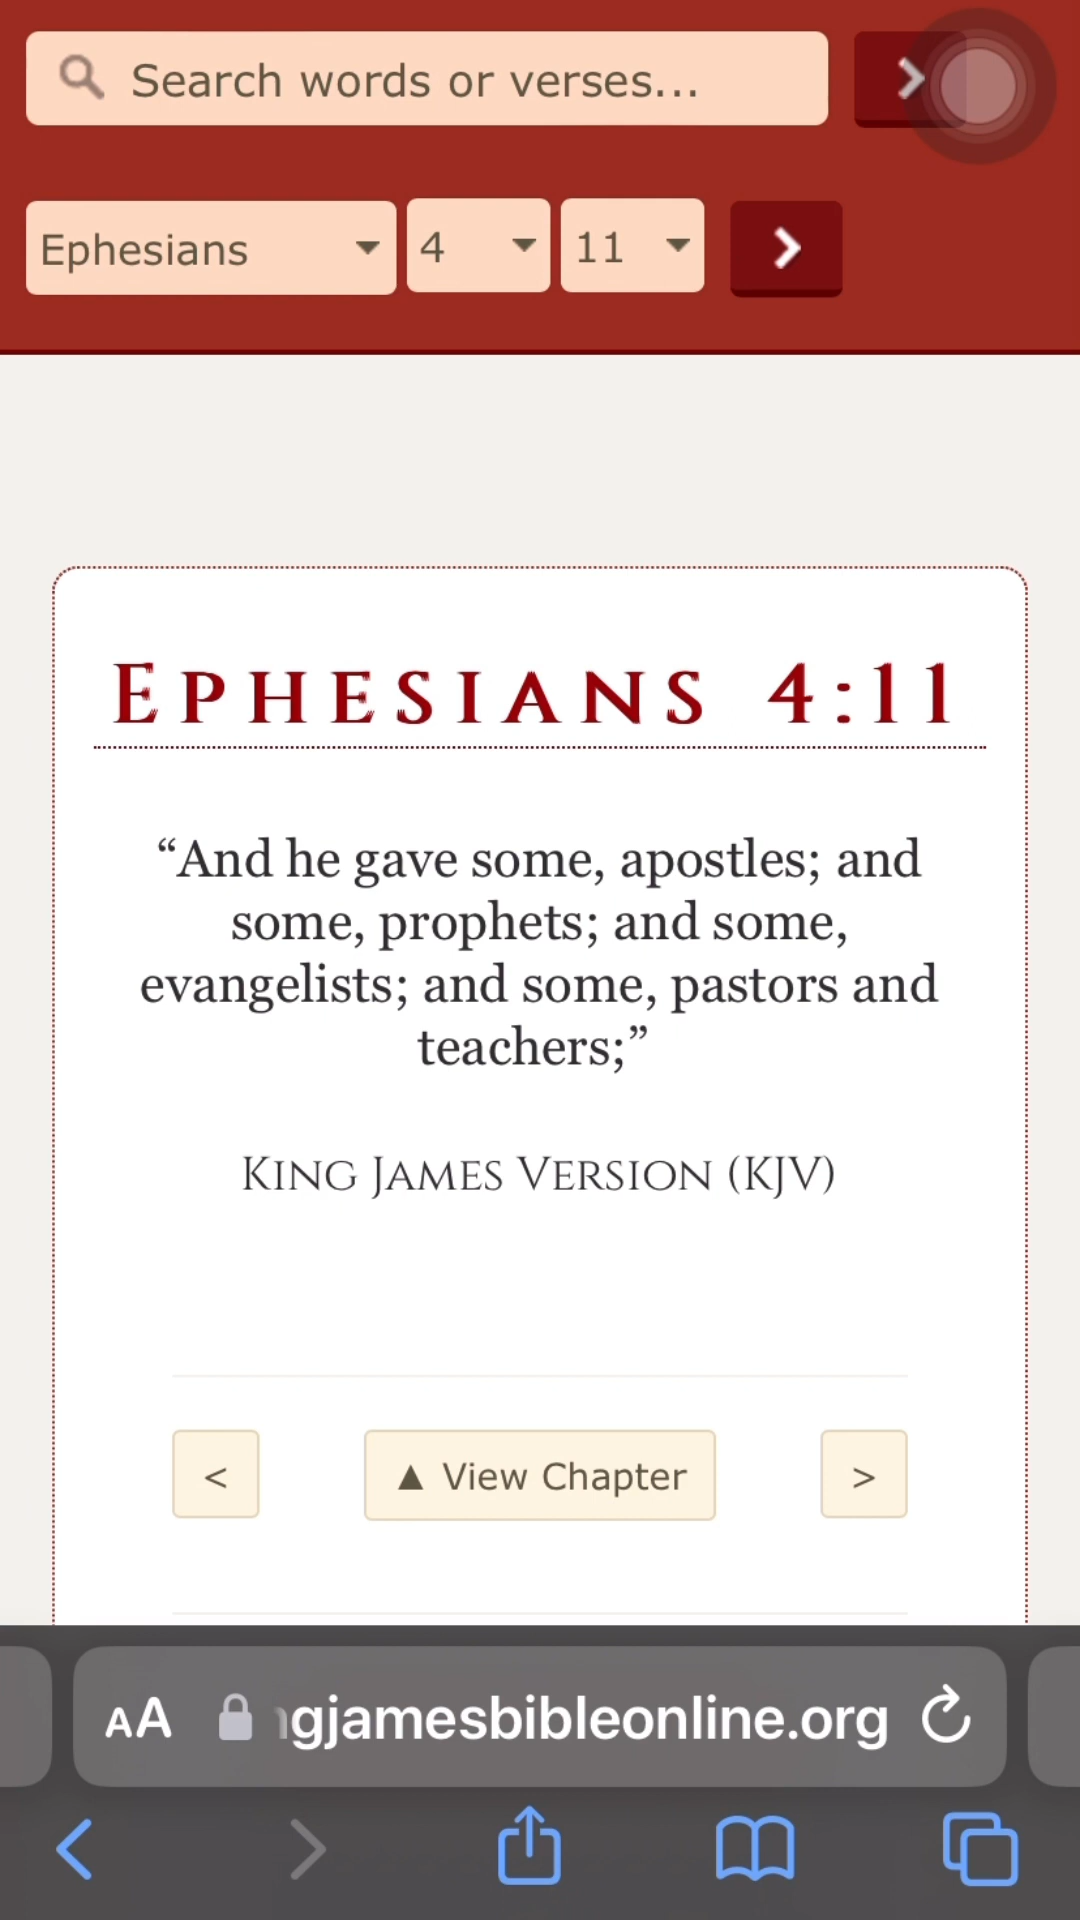 Search words or verses...
Ephesians 4 11
EPHESIANS 4:11
“And he gave some, apostles; and
some, prophets; and some,
evangelists; and some, pastors and
teachers;”
KING JAMES VERSION (KJV)
< ▲ View Chapter >
AA gjamesbibleonline.org